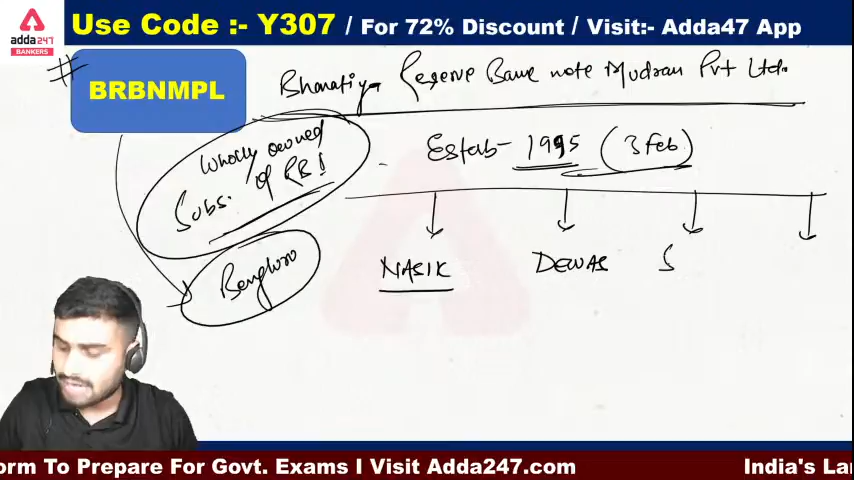 adda247
BANKERS
Use Code :- Y307 / For 72% Discount / Visit:- Adda47 App
# BRBNMPL
Bharatiya Reserve Bank note Mudran Pvt Ltd.
Wholly owned
Subs. of RBI
Estab- 1995 (3 Feb)
Bengluru
NASIK DEWAS S
orm To Prepare For Govt. Exams I Visit Adda247.com
India's La